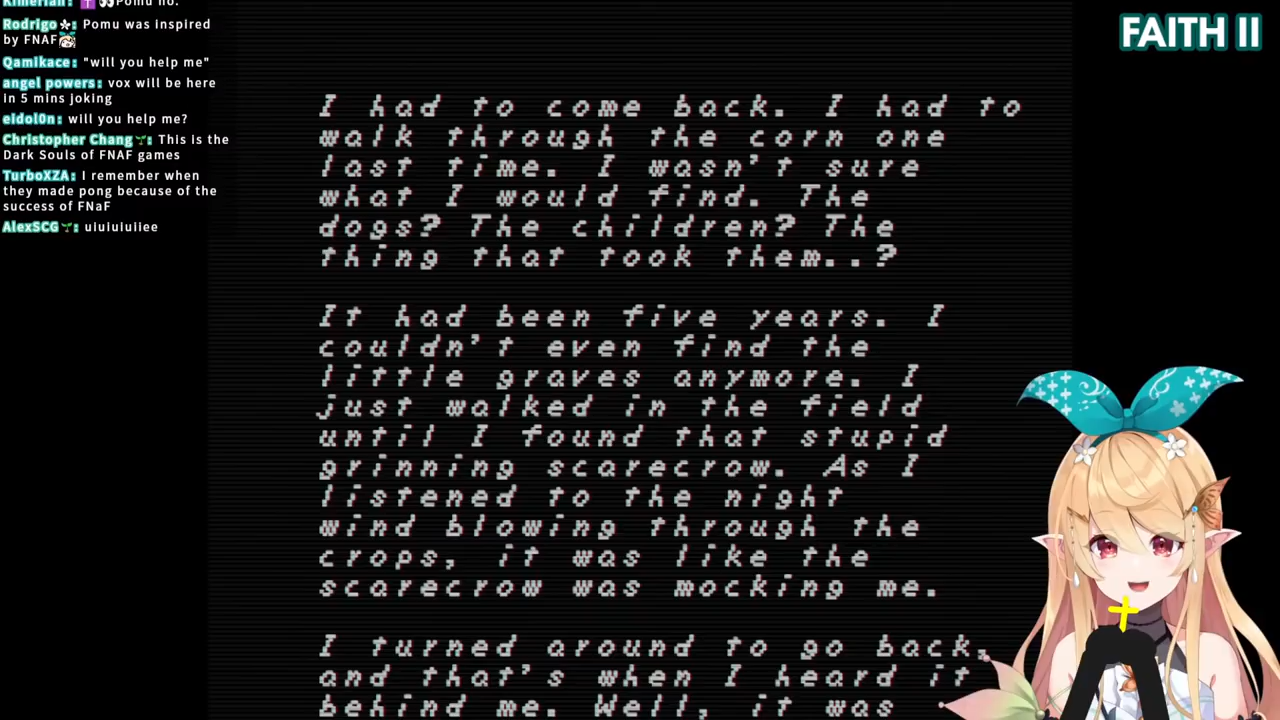 Kimerian: Pomu no.
Rodrigo: Pomu was inspired
by FNAF
Qamikace: "will you help me"
angel powers: vox will be here
in 5 mins joking
eidol0n: will you help me?
Christopher Chang: This is the
Dark Souls of FNAF games
TurboXZA: I remember when
they made pong because of the
success of FNaF
AlexSCG: uiuiuiuiiee
FAITH II
I had to come back. I had to
walk through the corn one
last time. I wasn't sure
what I would find. The
dogs? The children? The
thing that took them..?
It had been five years. I
couldn't even find the
little graves anymore. I
just walked in the field
until I found that stupid
grinning scarecrow. As I
listened to the night
wind blowing through the
crops, it was like the
scarecrow was mocking me.
I turned around to go back,
and that's when I heard it
behind me. Well, it was